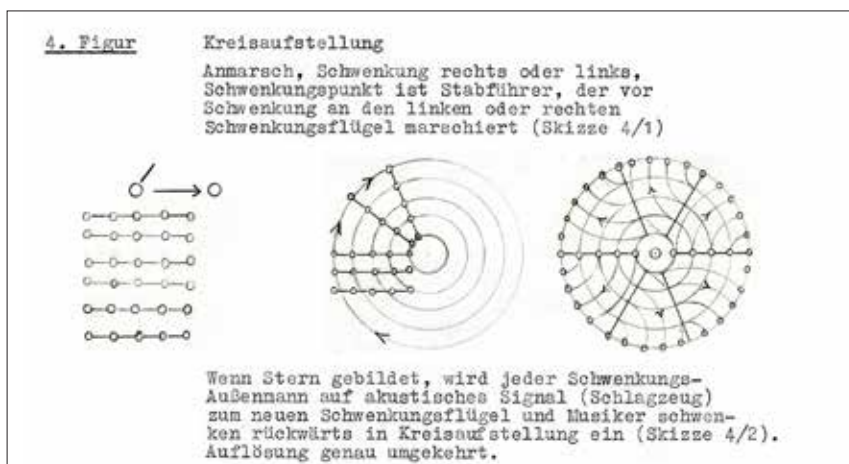 4. Figur Kreisaufstellung
Anmarsch, Schwenkung rechts oder links,
Schwenkungspunkt ist Stabführer, der vor
Schwenkung an den linken oder rechten
Schwenkungsflügel marschiert (Skizze 4/1)
Wenn Stern gebildet, wird jeder Schwenkungs-
Außenmann auf akustisches Signal (Schlagzeug)
zum neuen Schwenkungsflügel und Musiker schwen-
ken rückwärts in Kreisaufstellung ein (Skizze 4/2).
Auflösung genau umgekehrt.